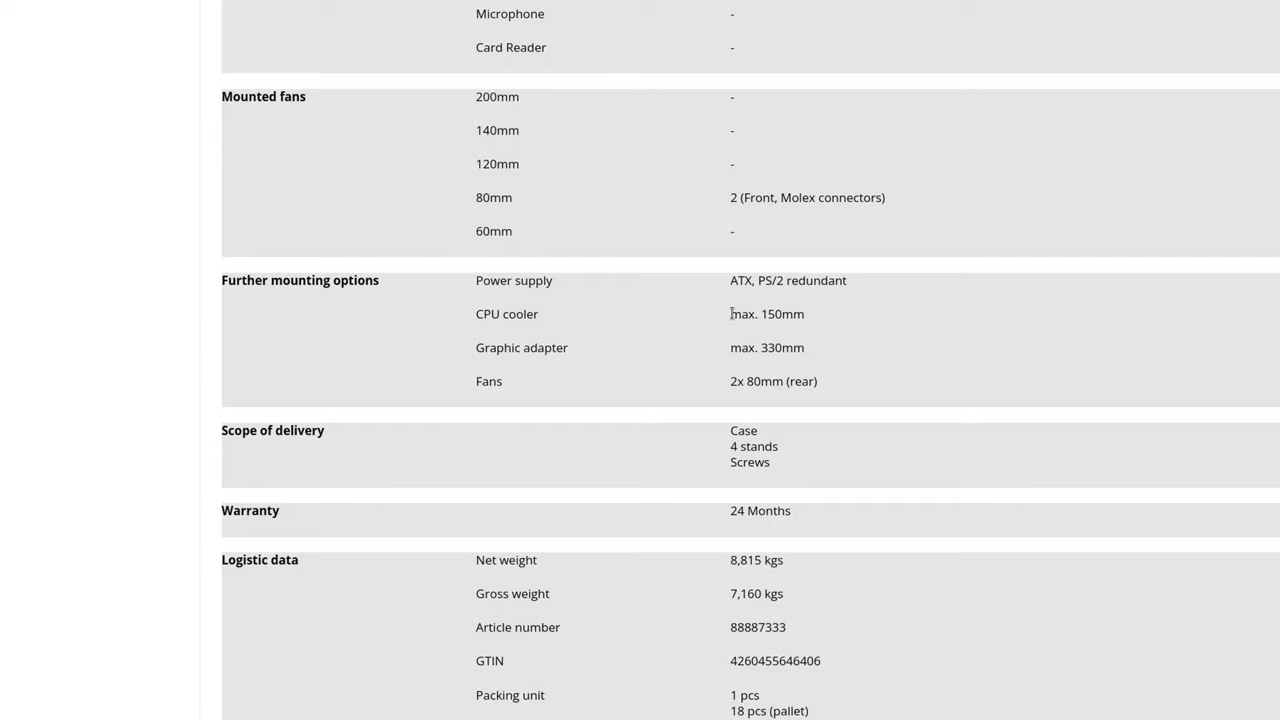 Microphone -
Card Reader -
Mounted fans 200mm -
140mm -
120mm -
80mm 2 (Front, Molex connectors)
60mm -
Further mounting options Power supply ATX, PS/2 redundant
CPU cooler max. 150mm
Graphic adapter max. 330mm
Fans 2x 80mm (rear)
Scope of delivery Case
4 stands
Screws
Warranty 24 Months
Logistic data Net weight 8,815 kgs
Gross weight 7,160 kgs
Article number 88887333
GTIN 4260455646406
Packing unit 1 pcs
18 pcs (pallet)